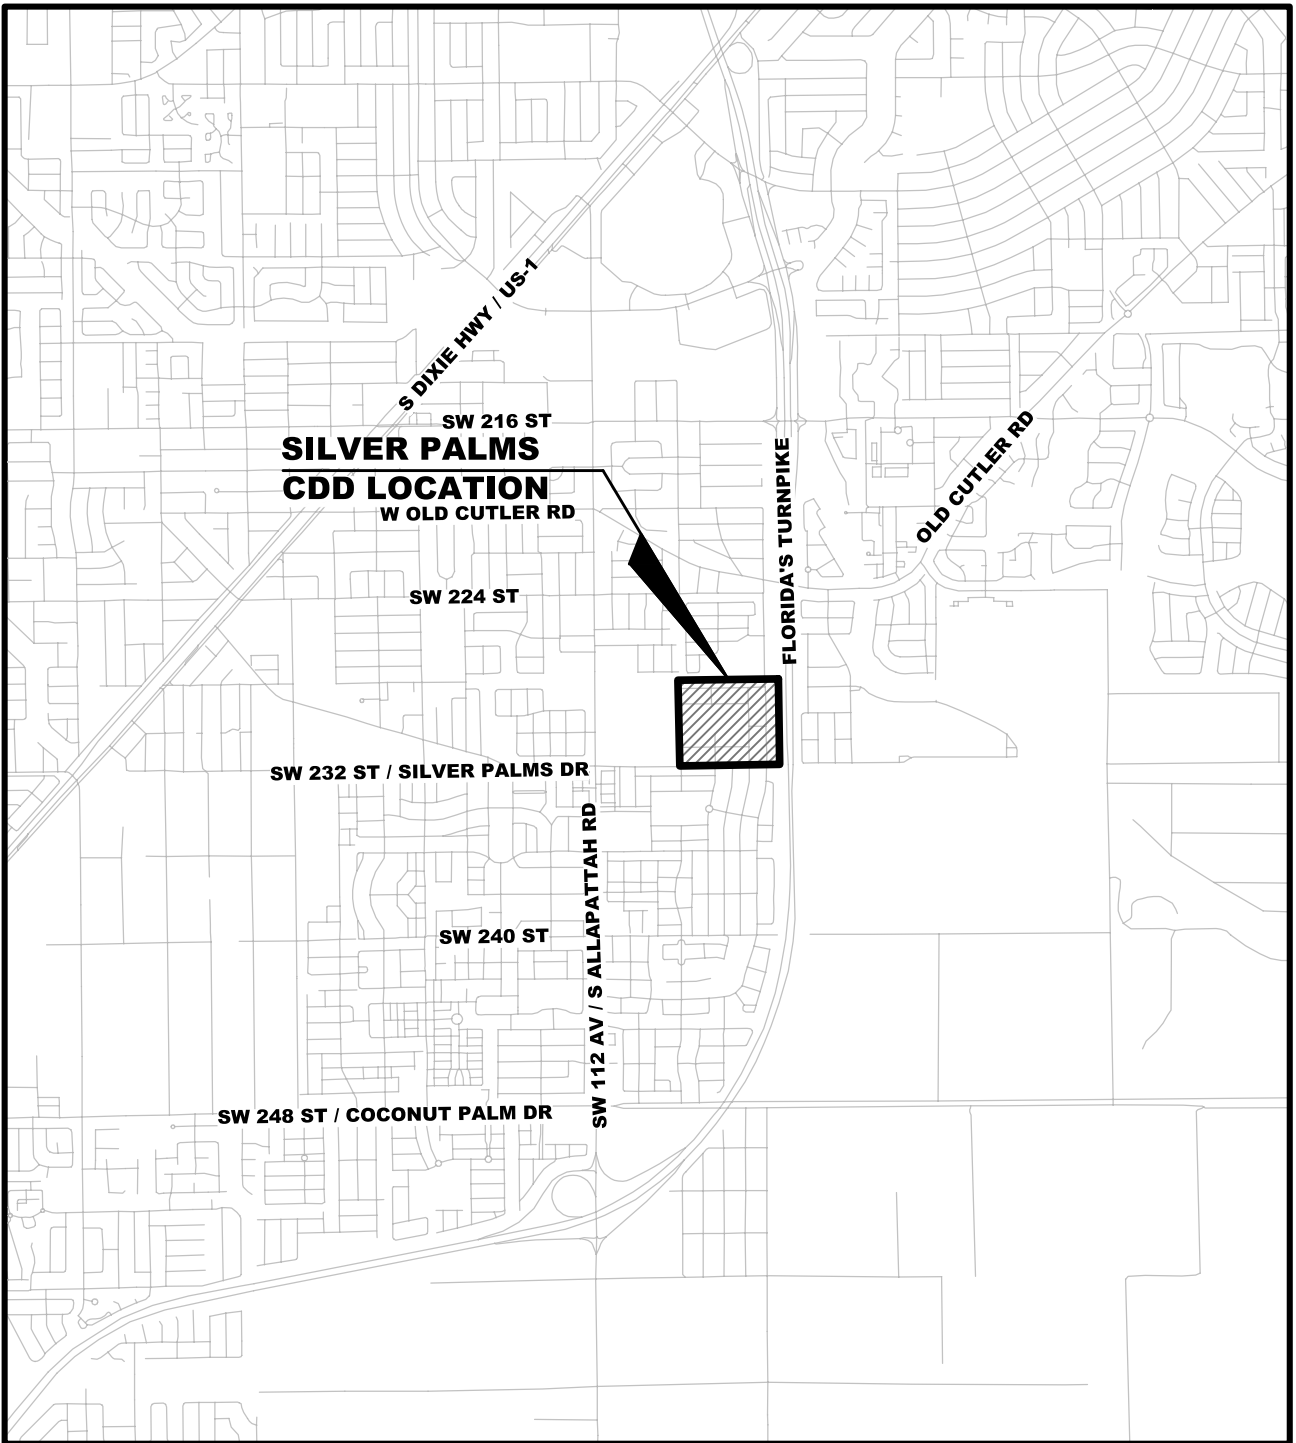 S DIXIE HWY / US-1
SW 216 ST
SILVER PALMS
CDD LOCATION
W OLD CUTLER RD
OLD CUTLER RD
FLORIDA'S TURNPIKE
SW 224 ST
SW 232 ST / SILVER PALMS DR
SW 112 AV / S ALLAPATTAH RD
SW 240 ST
SW 248 ST / COCONUT PALM DR